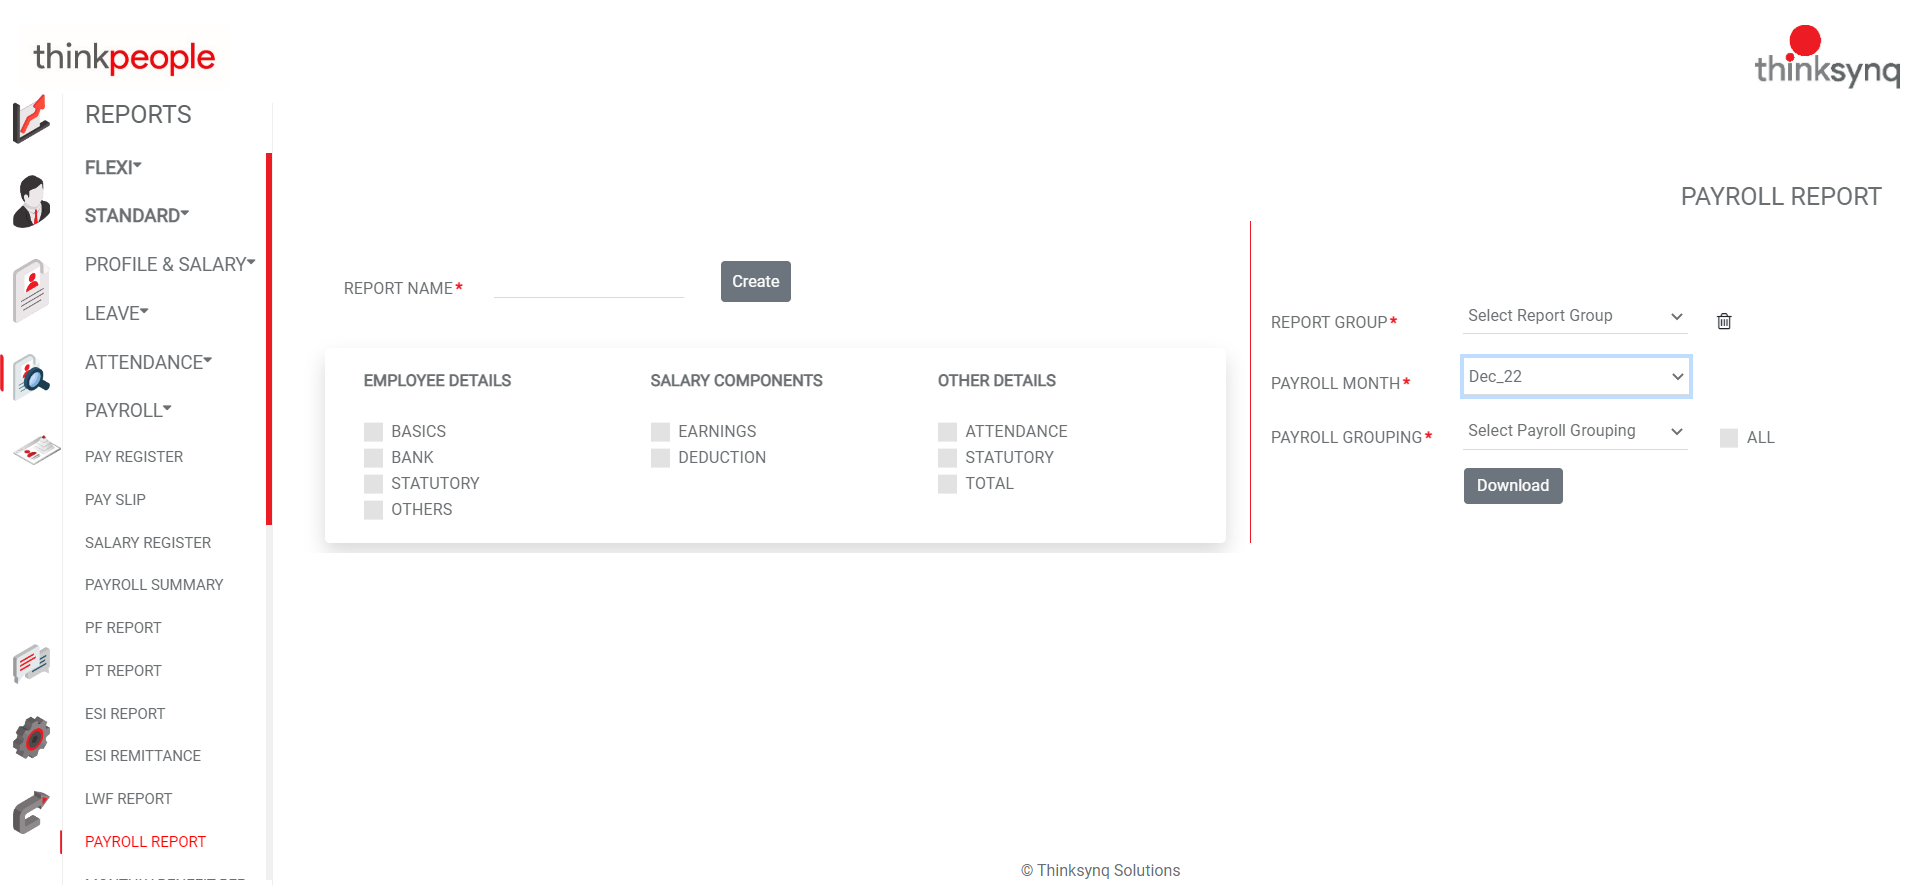 thinkpeople
thinksynq
REPORTS
FLEXI
STANDARD
PROFILE & SALARY
LEAVE
ATTENDANCE
PAYROLL
PAY REGISTER
PAY SLIP
SALARY REGISTER
PAYROLL SUMMARY
PF REPORT
PT REPORT
ESI REPORT
ESI REMITTANCE
LWF REPORT
PAYROLL REPORT
PAYROLL REPORT
REPORT NAME*
Create
EMPLOYEE DETAILS
BASICS
BANK
STATUTORY
OTHERS
SALARY COMPONENTS
EARNINGS
DEDUCTION
OTHER DETAILS
ATTENDANCE
STATUTORY
TOTAL
REPORT GROUP* Select Report Group
PAYROLL MONTH* Dec_22
PAYROLL GROUPING* Select Payroll Grouping ALL
Download
© Thinksynq Solutions